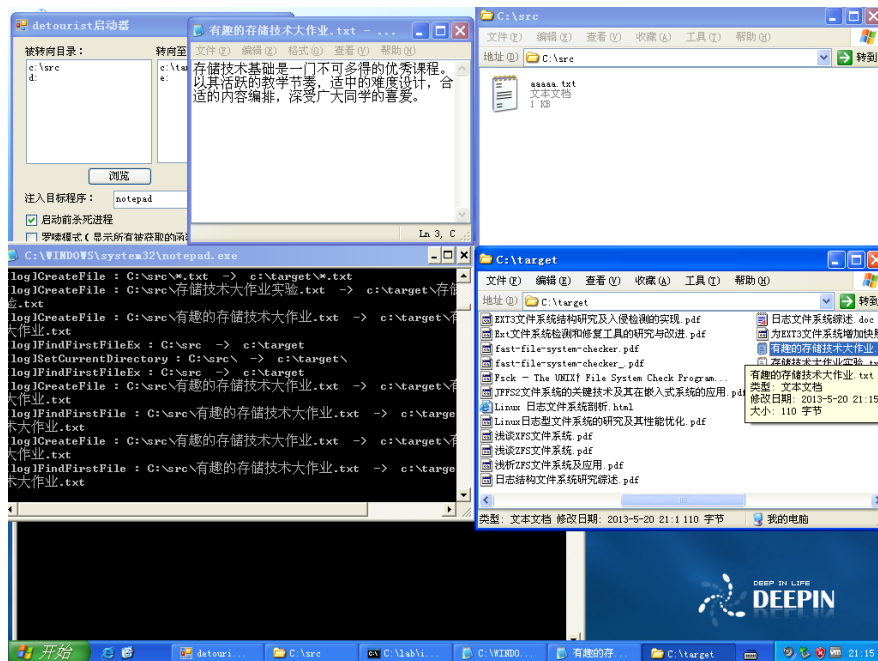 detourist启动器
被转向目录：
转向至
c:\src
d:
c:\tar
e:
浏览
注入目标程序：
notepad
启动前杀死进程
有趣的存储技术大作业.txt - ...
文件(F) 编辑(E) 格式(O) 查看(V) 帮助(H)
存储技术基础是一门不可多得的优秀课程。
以其活跃的教学节奏，适中的难度设计，合
适的内容编排，深受广大同学的喜爱。
Ln 3, C
C:\src
文件(F) 编辑(E) 查看(V) 收藏(A) 工具(T) 帮助(H)
地址(D) C:\src 转到
aaaaa.txt
文本文档
1 KB
C:\WINDOWS\system32\notepad.exe
[log]CreateFile : C:\src\*.txt -> c:\target\*.txt
[log]CreateFile : C:\src\存储技术大作业实验.txt -> c:\target\存储
验.txt
[log]CreateFile : C:\src\有趣的存储技术大作业.txt -> c:\target\有
大作业.txt
[log]FindFirstFileEx : C:\src -> c:\target
[log]SetCurrentDirectory : C:\src\ -> c:\target\
[log]FindFirstFileEx : C:\src -> c:\target
[log]CreateFile : C:\src\有趣的存储技术大作业.txt -> c:\target\有
大作业.txt
[log]FindFirstFile : C:\src\有趣的存储技术大作业.txt -> c:\targe
术大作业.txt
[log]CreateFile : C:\src\有趣的存储技术大作业.txt -> c:\target\有
大作业.txt
[log]FindFirstFile : C:\src\有趣的存储技术大作业.txt -> c:\targe
术大作业.txt
C:\target
文件(F) 编辑(E) 查看(V) 收藏(A) 工具(T) 帮助(H)
地址(D) C:\target 转到
EXT3文件系统结构研究及入侵检测的实现.pdf
Ext文件系统检测和修复工具的研究与改进.pdf
fast-file-system-checker.pdf
fast-file-system-checker_.pdf
Fsck - The UNIX† File System Check Program...
JFFS2文件系统的关键技术及其在嵌入式系统的应用.pdf
Linux 日志文件系统剖析.html
Linux日志型文件系统的研究及其性能优化.pdf
浅谈XFS文件系统.pdf
浅谈ZFS文件系统.pdf
浅析ZFS文件系统及应用.pdf
日志结构文件系统研究综述.pdf
日志文件系统综述.doc
为EXT3文件系统增加快照
有趣的存储技术大作业.
存储技术大作业实验.tx
有趣的存储技术大作业.txt
类型: 文本文档
修改日期: 2013-5-20 21:15
大小: 110 字节
类型: 文本文档 修改日期: 2013-5-20 21:1 110 字节 我的电脑
DEEP IN LIFE
DEEPIN
开始 detouri... C:\src C:\lab\i... C:\WINDO... 有趣的存... C:\target 21:15